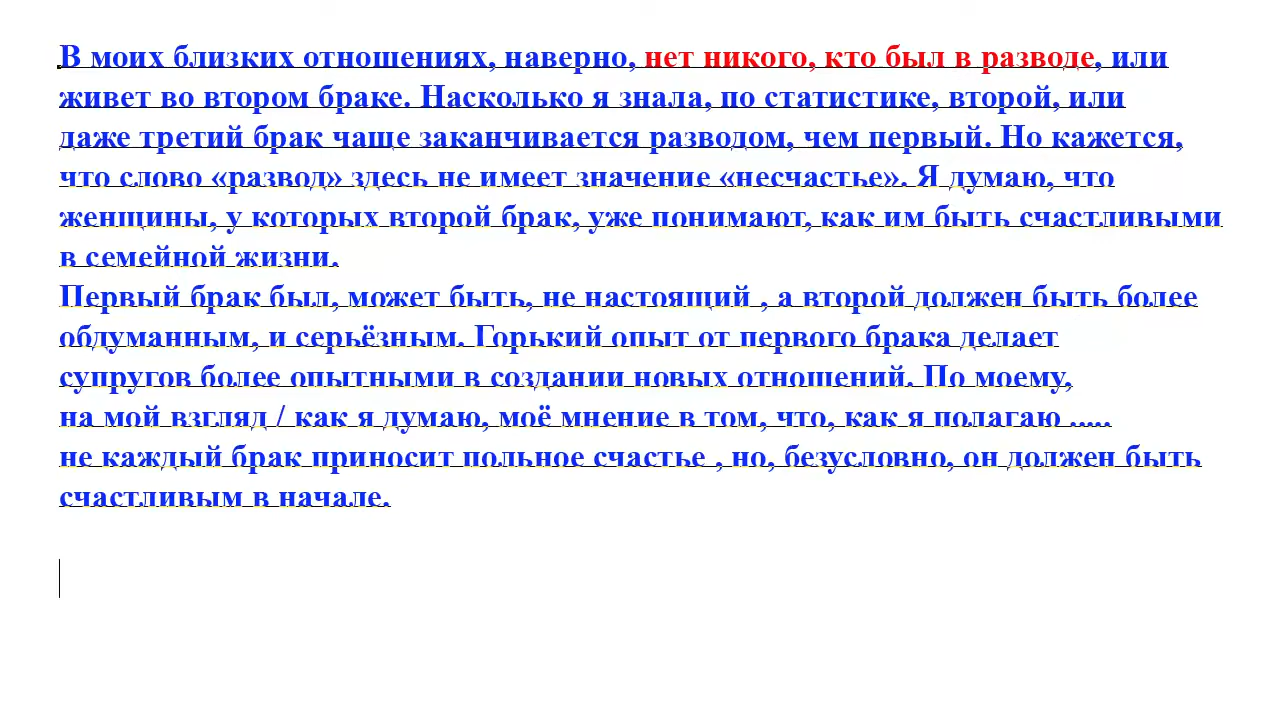 В моих близких отношениях, наверно, нет никого, кто был в разводе, или
живет во втором браке. Насколько я знала, по статистике, второй, или
даже третий брак чаще заканчивается разводом, чем первый. Но кажется,
что слово «развод» здесь не имеет значение «несчастье». Я думаю, что
женщины, у которых второй брак, уже понимают, как им быть счастливыми
в семейной жизни.
Первый брак был, может быть, не настоящий , а второй должен быть более
обдуманным, и серьёзным. Горький опыт от первого брака делает
супругов более опытными в создании новых отношений. По моему,
на мой взгляд / как я думаю, моё мнение в том, что, как я полагаю .....
не каждый брак приносит польное счастье , но, безусловно, он должен быть
счастливым в начале.